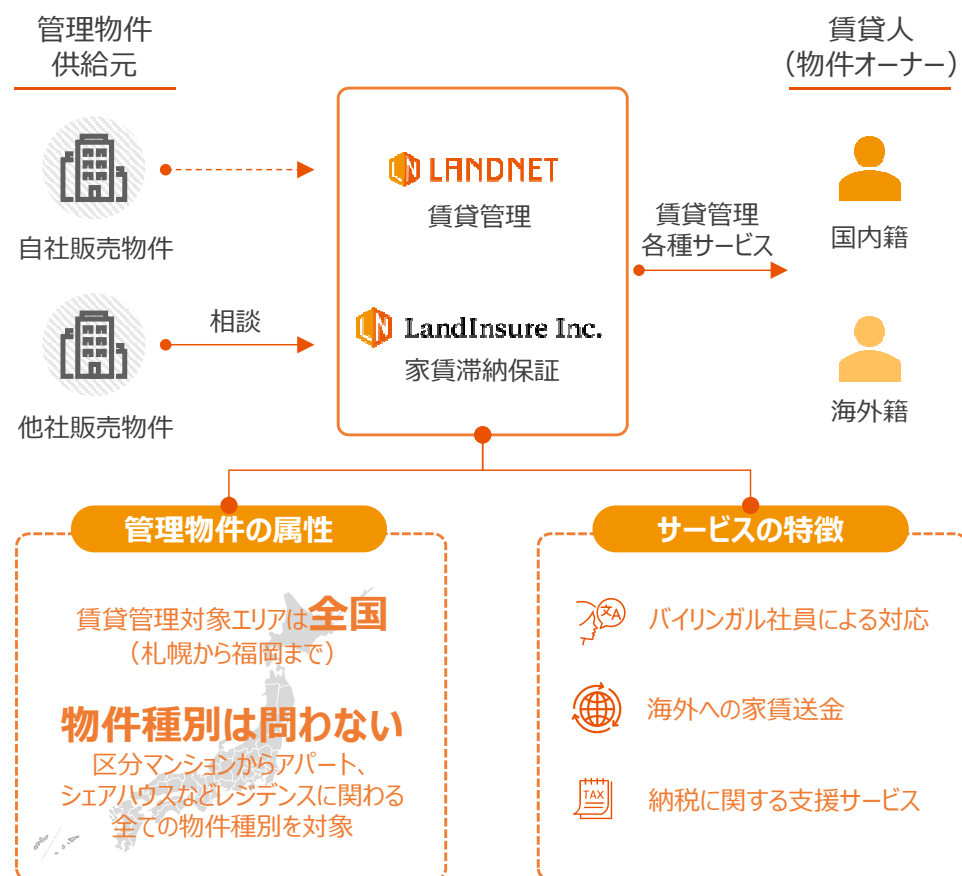 管理物件
供給元
賃貸人
（物件オーナー）
自社販売物件
相談
他社販売物件
LN LANDNET
賃貸管理
LN LandInsure Inc.
家賃滞納保証
賃貸管理
各種サービス
国内籍
海外籍
管理物件の属性
賃貸管理対象エリアは全国
（札幌から福岡まで）
物件種別は問わない
区分マンションからアパート、
シェアハウスなどレジデンスに関わる
全ての物件種別を対象
サービスの特徴
文A
バイリンガル社員による対応
海外への家賃送金
TAX
納税に関する支援サービス